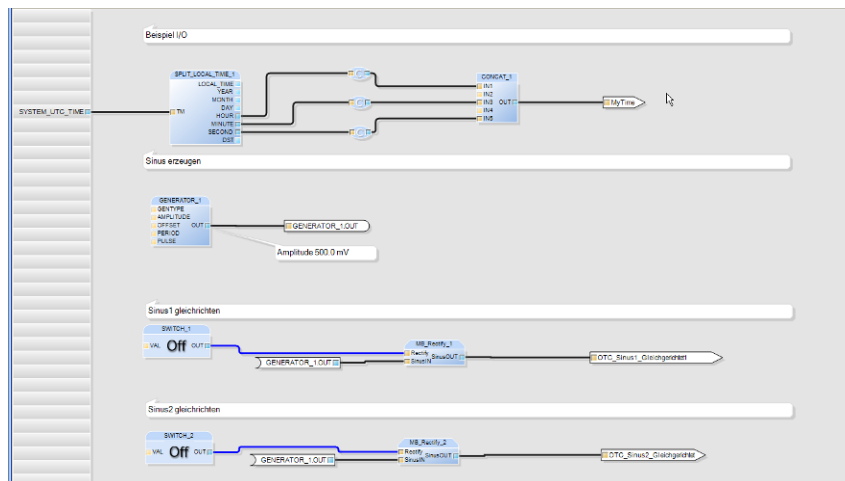 Beispiel I/O
SPLIT_LOCAL_TIME_1
LOCAL_TIME
YEAR
MONTH
DAY
HOUR
MINUTE
SECOND
DST
TM
SYSTEM_UTC_TIME
CONCAT_1
IN1
IN2
IN3 OUT
IN4
IN5
MyTime
Sinus erzeugen
GENERATOR_1
GENTYPE
AMPLITUDE
OFFSET OUT
PERIOD
PULSE
GENERATOR_1.OUT
Amplitude 500.0 mV
Sinus1 gleichrichten
SWITCH_1
VAL Off OUT
GENERATOR_1.OUT
MB_Rectify_1
Rectify SinusOUT
SinusIN
OTC_Sinus1_Gleichgerichtet
Sinus2 gleichrichten
SWITCH_2
VAL Off OUT
GENERATOR_1.OUT
MB_Rectify_2
Rectify SinusOUT
SinusIN
OTC_Sinus2_Gleichgerichtet